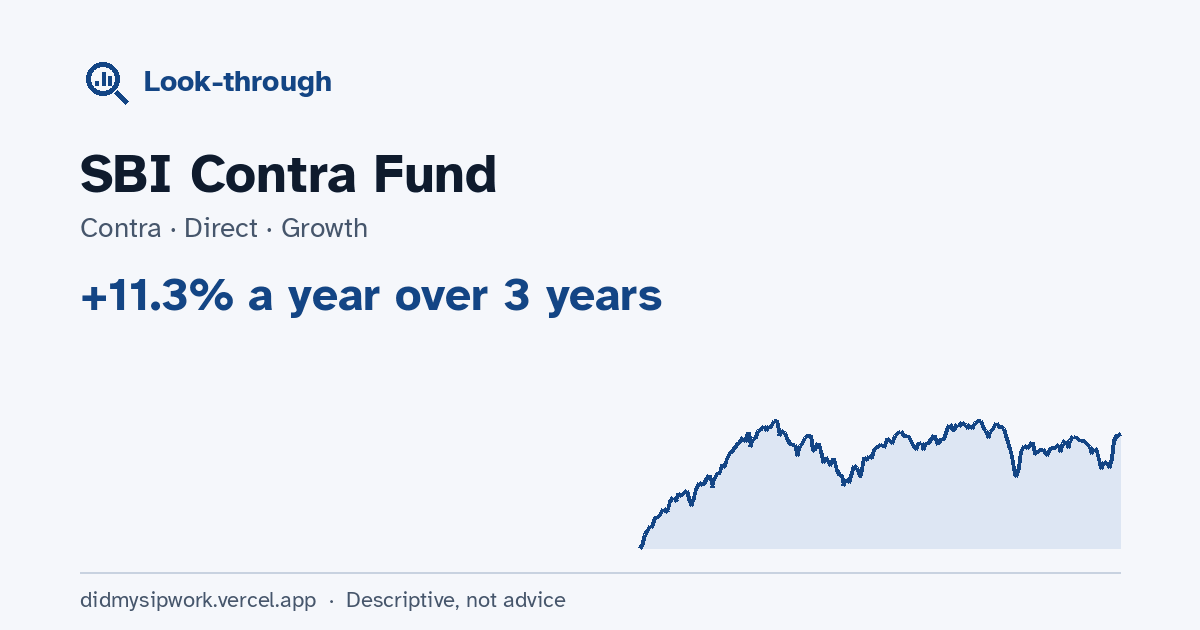 Look-through
SBI Contra Fund
Contra · Direct · Growth
+11.3% a year over 3 years
didmysipwork.vercel.app · Descriptive, not advice